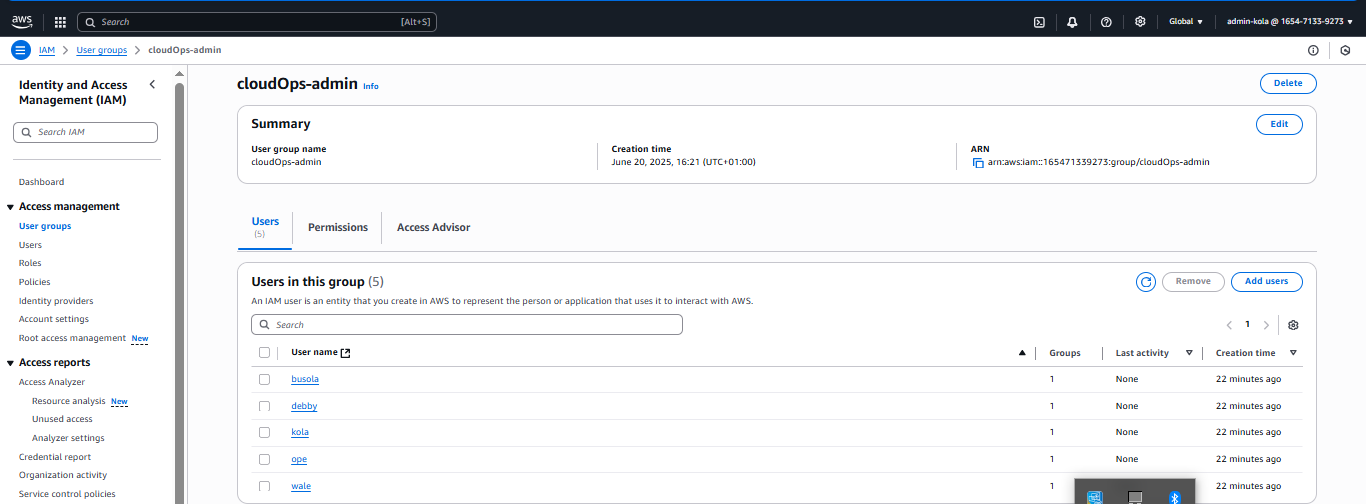 aws Search [Alt+S] Global admin-kola @ 1654-7133-9273
IAM User groups cloudOps-admin
Identity and Access
Management (IAM)
Search IAM
Dashboard
Access management
User groups
Users
Roles
Policies
Identity providers
Account settings
Root access management New
Access reports
Access Analyzer
Resource analysis New
Unused access
Analyzer settings
Credential report
Organization activity
Service control policies
cloudOps-admin Info Delete
Summary Edit
User group name
cloudOps-admin
Creation time
June 20, 2025, 16:21 (UTC+01:00)
ARN
arn:aws:iam::165471339273:group/cloudOps-admin
Users
(5)
Permissions
Access Advisor
Users in this group (5) Remove Add users
An IAM user is an entity that you create in AWS to represent the person or application that uses it to interact with AWS.
Search 1
User name Groups Last activity Creation time
busola 1 None 22 minutes ago
debby 1 None 22 minutes ago
kola 1 None 22 minutes ago
ope 1 None 22 minutes ago
wale 1 22 minutes ago